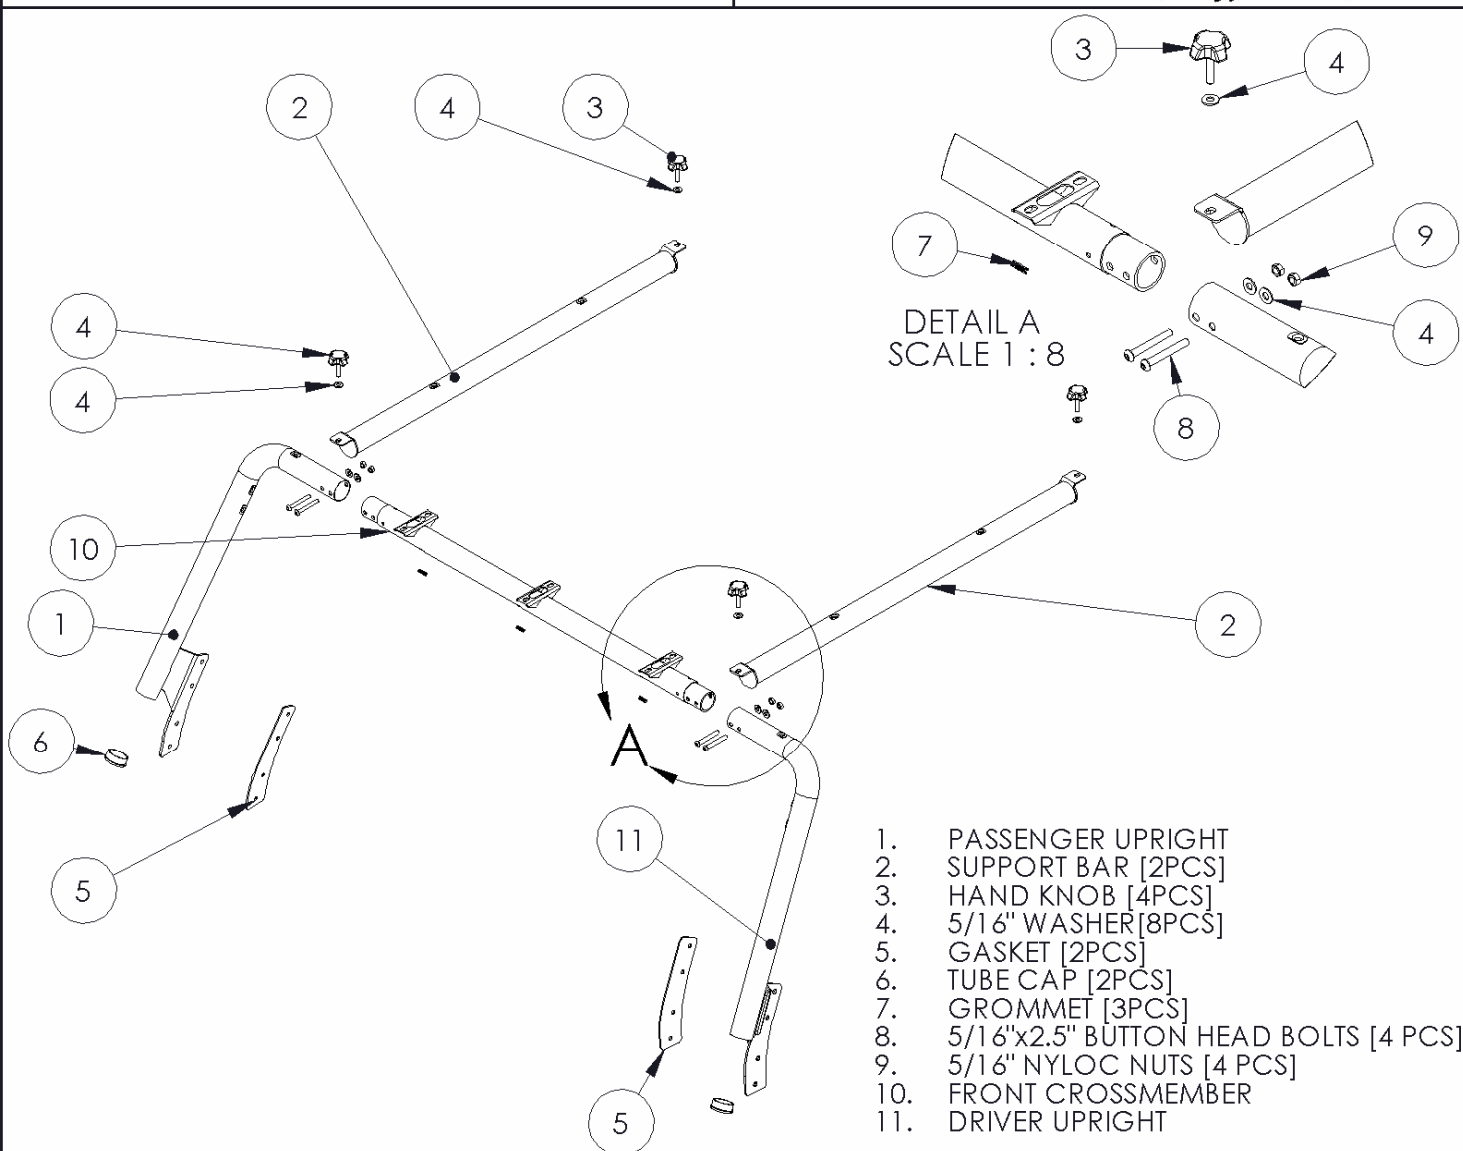 3
4
2
4
3
7
9
4
DETAIL A
SCALE 1 : 8
8
4
4
10
1
2
6
A
5
11
5
1. PASSENGER UPRIGHT
2. SUPPORT BAR [2PCS]
3. HAND KNOB [4PCS]
4. 5/16" WASHER[8PCS]
5. GASKET [2PCS]
6. TUBE CAP [2PCS]
7. GROMMET [3PCS]
8. 5/16"x2.5" BUTTON HEAD BOLTS [4 PCS]
9. 5/16" NYLOC NUTS [4 PCS]
10. FRONT CROSSMEMBER
11. DRIVER UPRIGHT